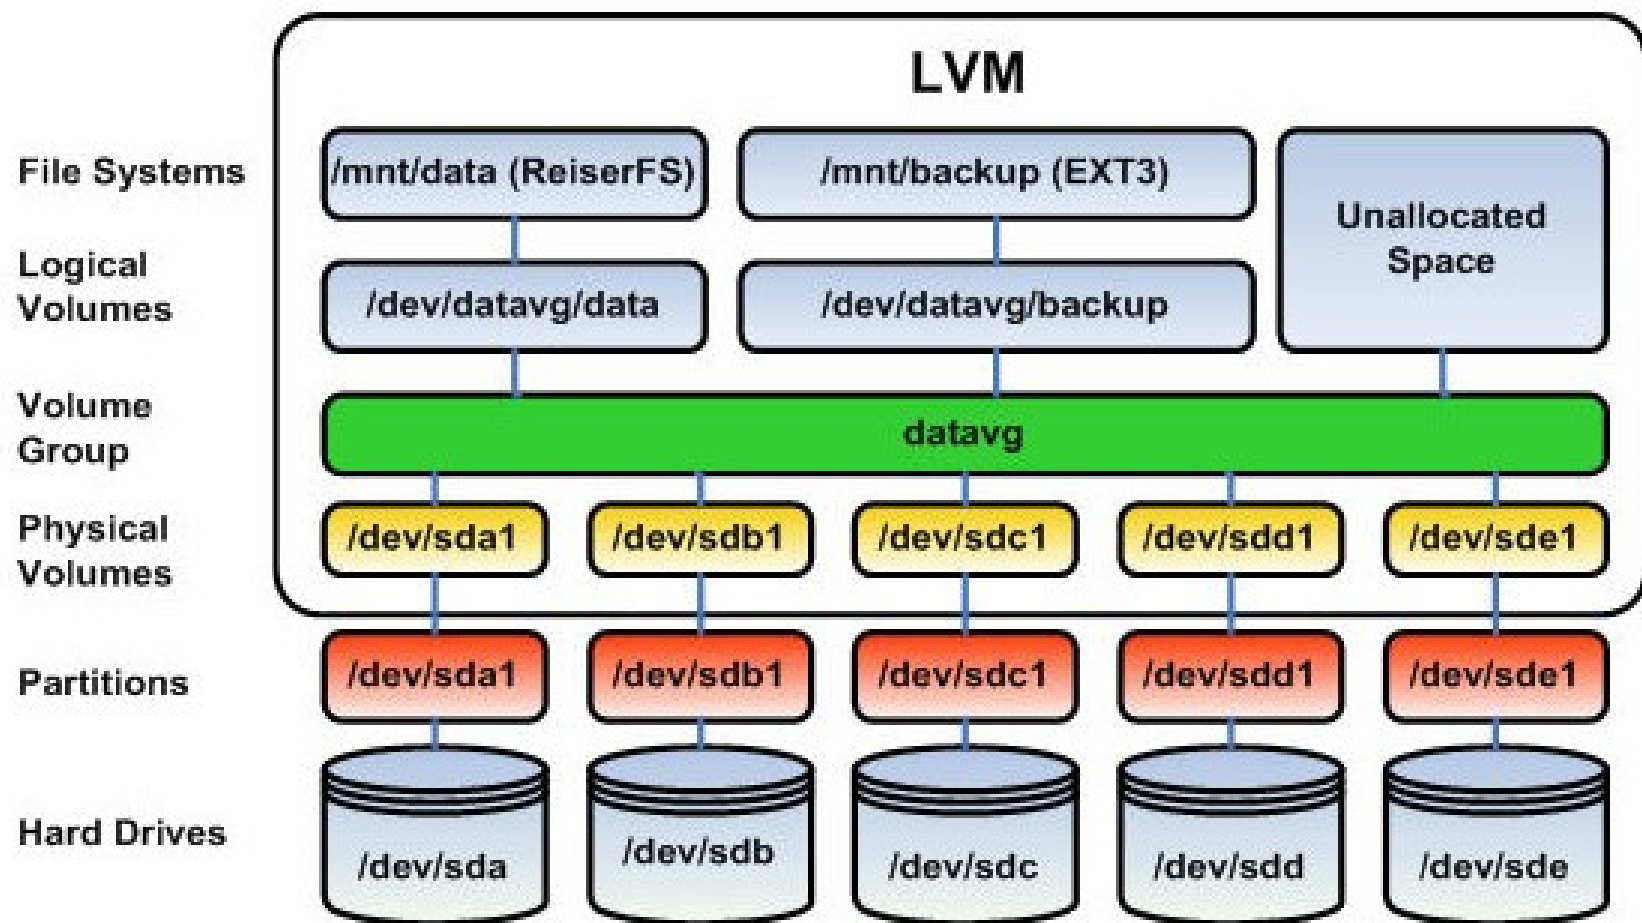 LVM
File Systems
/mnt/data (ReiserFS)
/mnt/backup (EXT3)
Unallocated
Space
Logical
Volumes
/dev/datavg/data
/dev/datavg/backup
Volume
Group
datavg
Physical
Volumes
/dev/sda1
/dev/sdb1
/dev/sdc1
/dev/sdd1
/dev/sde1
Partitions
/dev/sda1
/dev/sdb1
/dev/sdc1
/dev/sdd1
/dev/sde1
Hard Drives
/dev/sda
/dev/sdb
/dev/sdc
/dev/sdd
/dev/sde